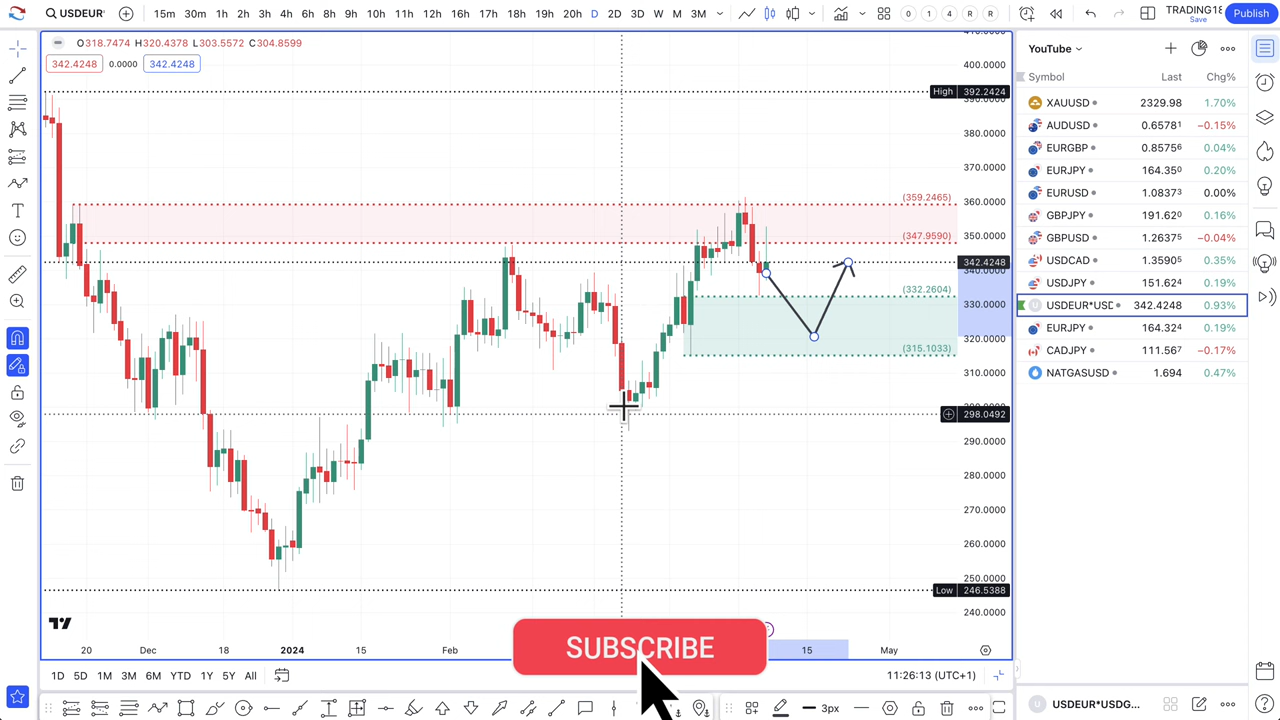 USDEUR
15m 30m 1h 2h 3h 4h 6h 8h 9h 10h 11h 12h 16h 17h 18h 19h 20h D 2D 3D W M 3M
0 1 4 R R
TRADING18
Save
Publish
O318.7474 H320.4378 L303.5572 C304.8599
342.4248 0.0000 342.4248
400.0000
High 392.2424
380.0000
370.0000
(359.2465)
360.0000
350.0000
(347.9590)
342.4248
340.0000
(332.2604)
330.0000
320.0000
(315.1033)
310.0000
298.0492
290.0000
280.0000
270.0000
260.0000
250.0000
Low 246.5388
240.0000
20 Dec 18 2024 15 Feb 15 May
SUBSCRIBE
1D 5D 1M 3M 6M YTD 1Y 5Y All
11:26:13 (UTC+1)
3px
YouTube
Symbol Last Chg%
XAUUSD 2329.98 1.70%
AUDUSD 0.65781 −0.15%
EURGBP 0.85756 0.04%
EURJPY 164.350 0.20%
EURUSD 1.08373 0.00%
GBPJPY 191.620 0.16%
GBPUSD 1.26375 −0.04%
USDCAD 1.35905 0.35%
USDJPY 151.624 0.19%
USDEUR*USD 342.4248 0.93%
EURJPY 164.324 0.19%
CADJPY 111.567 −0.17%
NATGASUSD 1.694 0.47%
USDEUR*USDG...